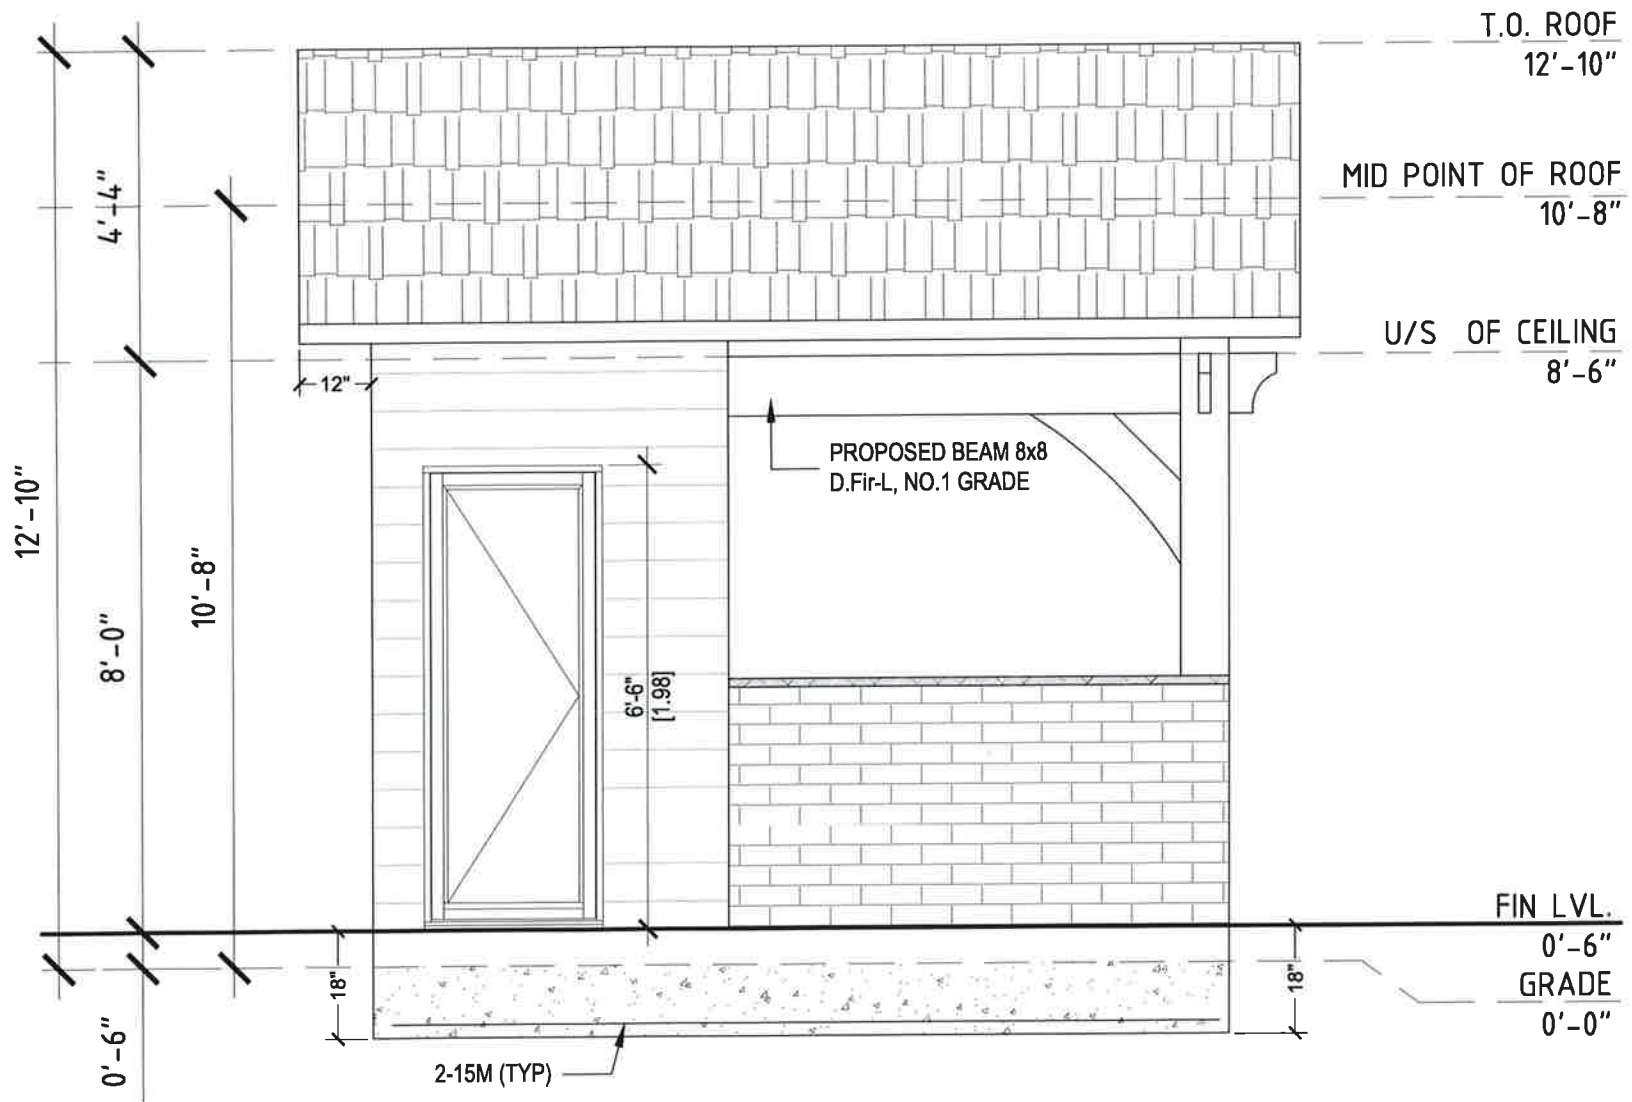 T.O. ROOF
12'-10"
MID POINT OF ROOF
10'-8"
4'-4"
U/S OF CEILING
8'-6"
12"
PROPOSED BEAM 8x8
D.Fir-L, NO.1 GRADE
12'-10"
10'-8"
8'-0"
6'-6"
[1.98]
FIN LVL.
0'-6"
GRADE
0'-0"
18"
18"
0'-6"
2-15M (TYP)